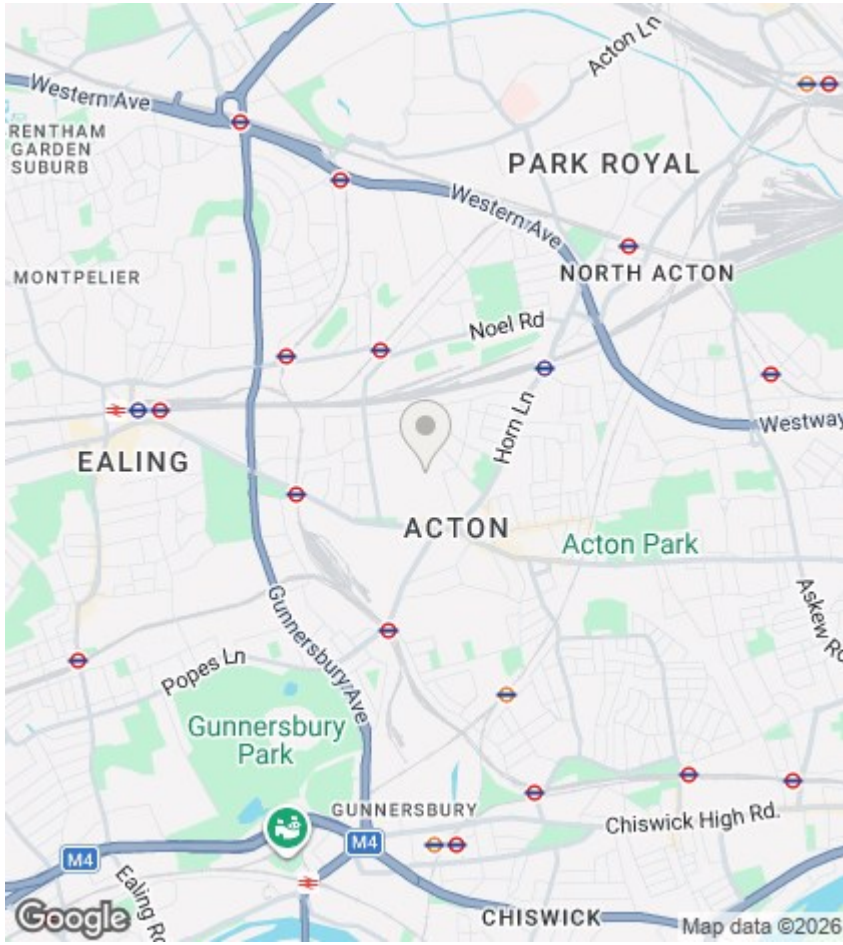 Acton Ln
Western Ave
RENTHAM
GARDEN
SUBURB
PARK ROYAL
Western Ave
MONTPELIER
NORTH ACTON
Noel Rd
Horn Ln
Westway
EALING
ACTON
Acton Park
Askew Ro
Gunnersbury Ave
Popes Ln
Gunnersbury
Park
GUNNERSBURY
Chiswick High Rd.
M4
M4
Ealing Rd
CHISWICK
Google
Map data ©2026